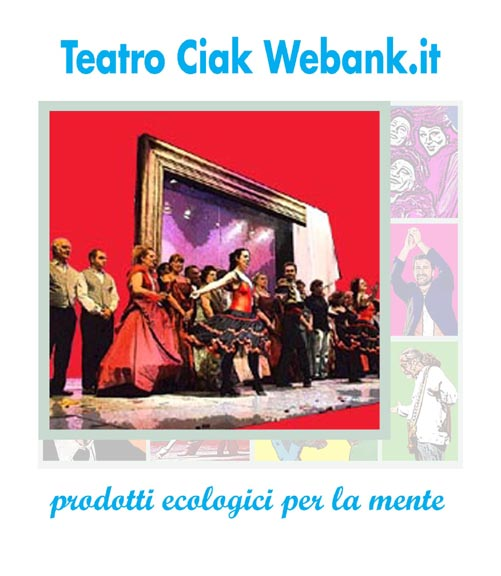 Teatro Ciak Webank.it
prodotti ecologici per la mente